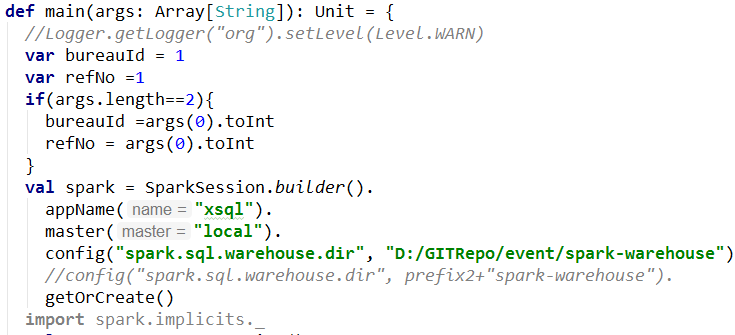 def main(args: Array[String]): Unit = {
//Logger.getLogger("org").setLevel(Level.WARN)
var bureauId = 1
var refNo =1
if(args.length==2){
bureauId =args(0).toInt
refNo = args(0).toInt
}
val spark = SparkSession.builder().
appName( name = "xsql").
master( master = "local").
config("spark.sql.warehouse.dir", "D:/GITRepo/event/spark-warehouse")
//config("spark.sql.warehouse.dir", prefix2+"spark-warehouse").
getOrCreate()
import spark.implicits._